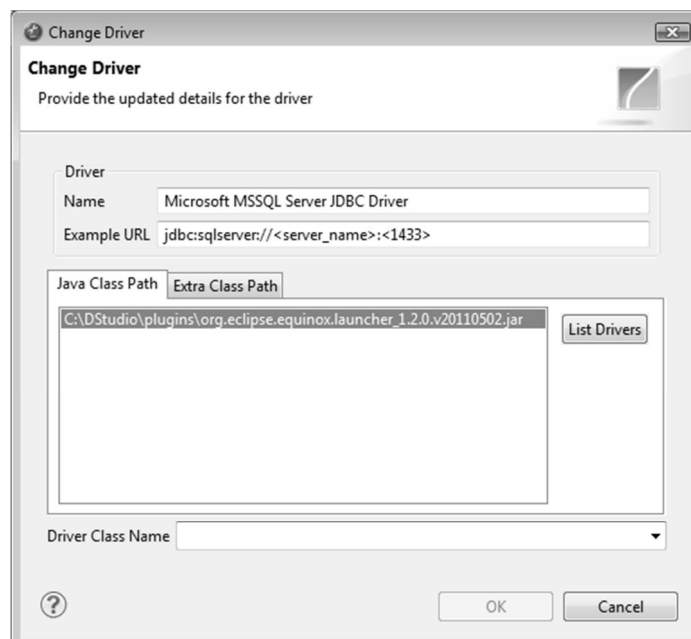 Change Driver
Change Driver
Provide the updated details for the driver
Driver
Name Microsoft MSSQL Server JDBC Driver
Example URL jdbc:sqlserver://<server_name>:<1433>
Java Class Path Extra Class Path
C:\DStudio\plugins\org.eclipse.equinox.launcher_1.2.0.v20110502.jar
List Drivers
Driver Class Name
? OK Cancel